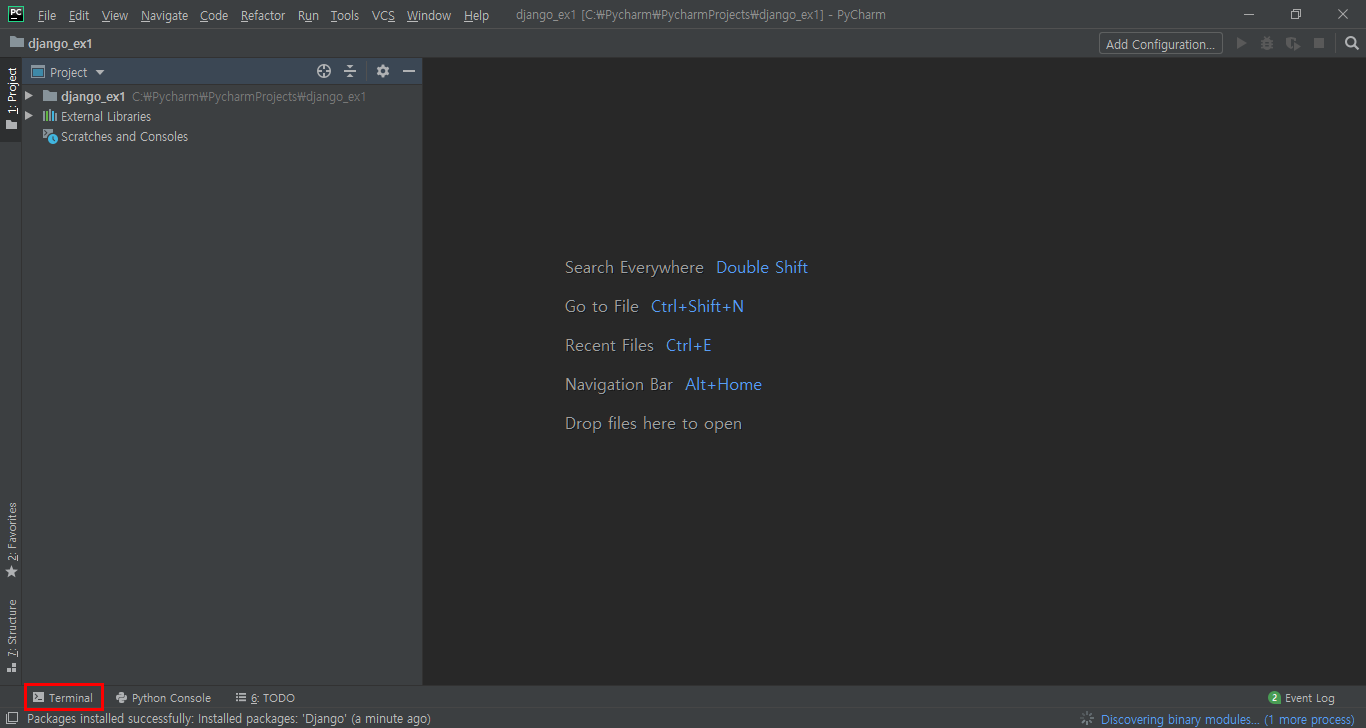 PC File Edit View Navigate Code Refactor Run Tools VCS Window Help django_ex1 [C:₩Pycharm₩PycharmProjects₩django_ex1] - PyCharm
django_ex1 Add Configuration...
1: Project
Project
django_ex1 C:₩Pycharm₩PycharmProjects₩django_ex1
External Libraries
Scratches and Consoles
Search Everywhere Double Shift
Go to File Ctrl+Shift+N
Recent Files Ctrl+E
Navigation Bar Alt+Home
Drop files here to open
2: Favorites
7: Structure
Terminal Python Console 6: TODO 2 Event Log
Packages installed successfully: Installed packages: 'Django' (a minute ago) Discovering binary modules... (1 more process)